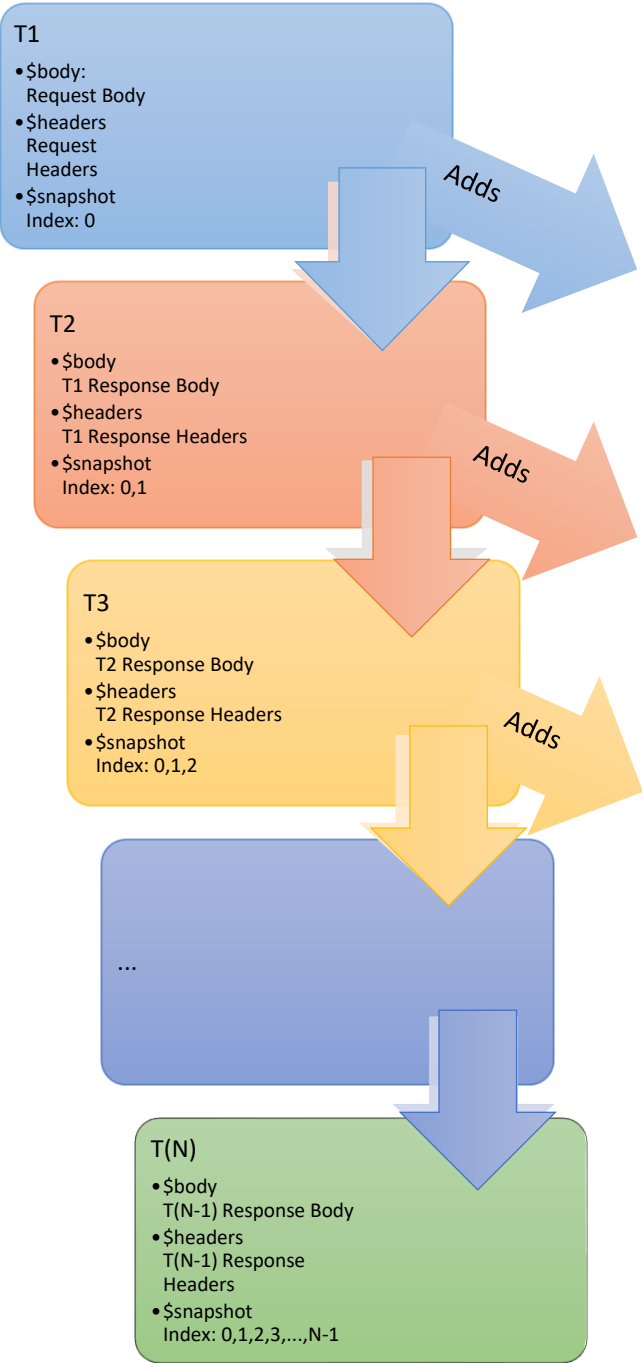 T1
•$body:
Request Body
•$headers
Request
Headers
•$snapshot
Index: 0
Adds
T2
•$body
T1 Response Body
•$headers
T1 Response Headers
•$snapshot
Index: 0,1
Adds
T3
•$body
T2 Response Body
•$headers
T2 Response Headers
•$snapshot
Index: 0,1,2
Adds
...
T(N)
•$body
T(N-1) Response Body
•$headers
T(N-1) Response
Headers
•$snapshot
Index: 0,1,2,3,...,N-1